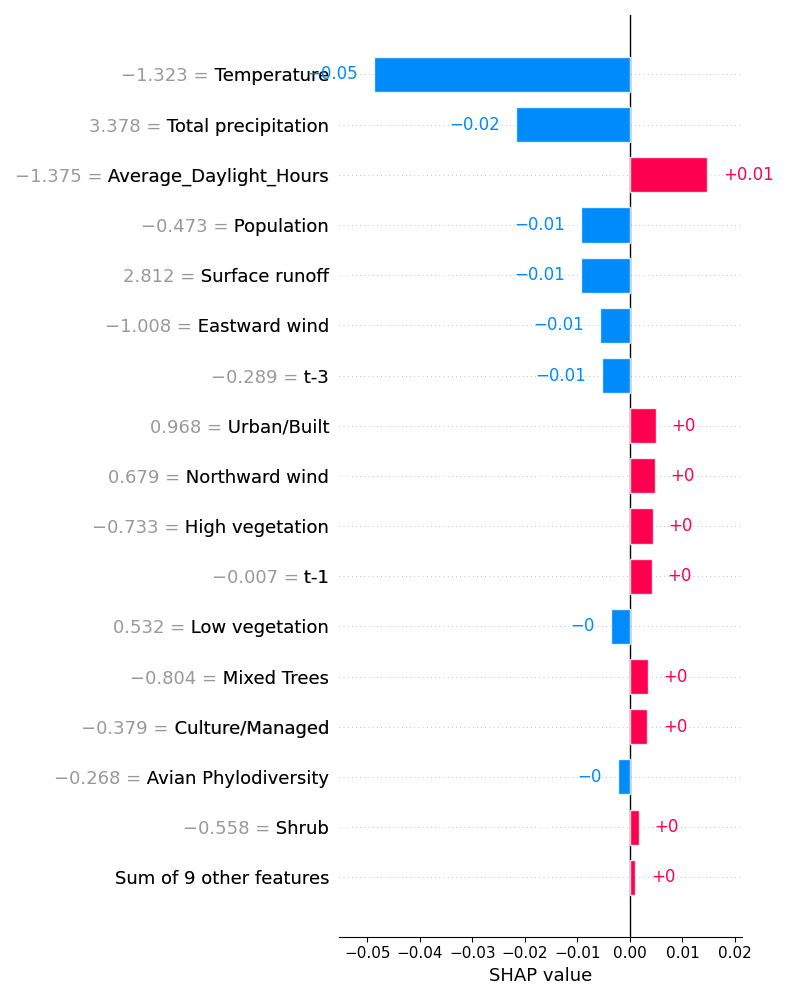 −1.323 = Temperature −0.05
3.378 = Total precipitation −0.02
−1.375 = Average_Daylight_Hours +0.01
−0.473 = Population −0.01
2.812 = Surface runoff −0.01
−1.008 = Eastward wind −0.01
−0.289 = t-3 −0.01
0.968 = Urban/Built +0
0.679 = Northward wind +0
−0.733 = High vegetation +0
−0.007 = t-1 +0
0.532 = Low vegetation −0
−0.804 = Mixed Trees +0
−0.379 = Culture/Managed +0
−0.268 = Avian Phylodiversity −0
−0.558 = Shrub +0
Sum of 9 other features +0
−0.05 −0.04 −0.03 −0.02 −0.01 0.00 0.01 0.02
SHAP value